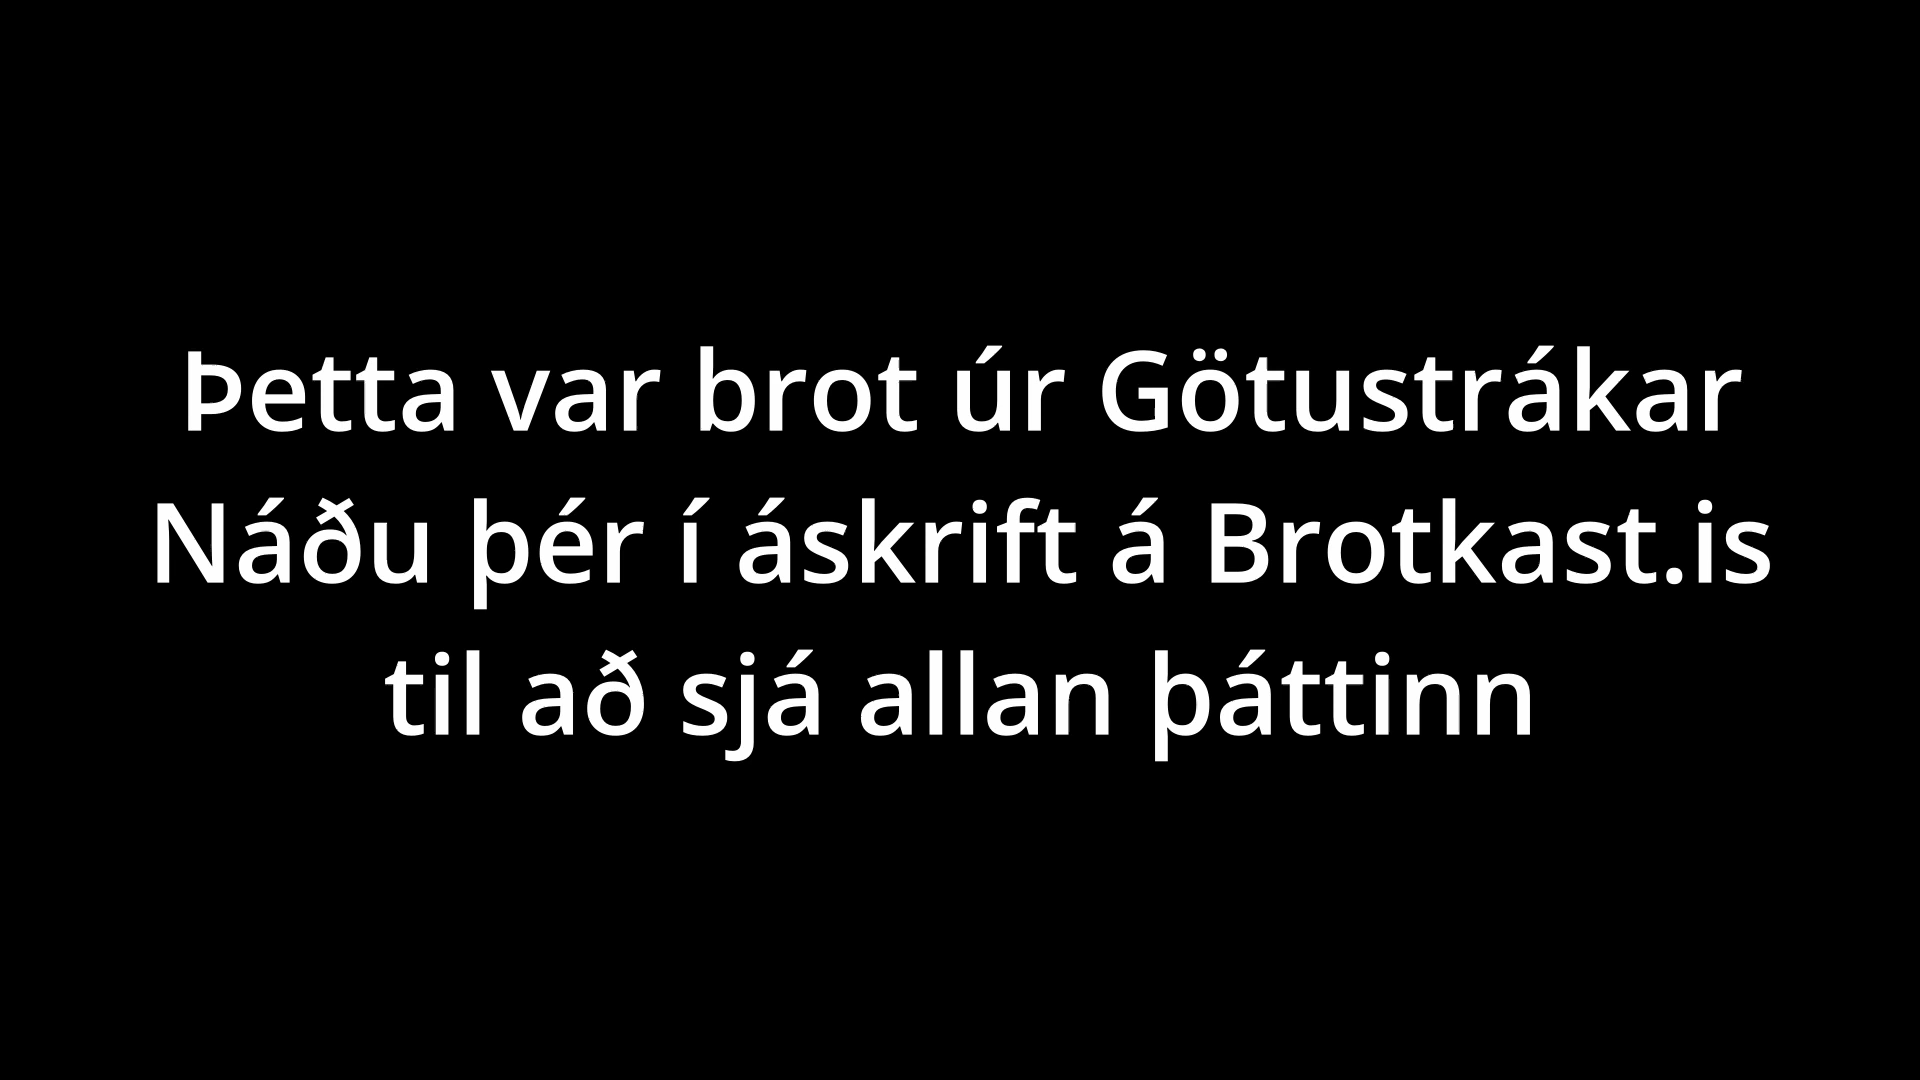 Þetta var brot úr Götustrákar
Náðu þér í áskrift á Brotkast.is
til að sjá allan þáttinn